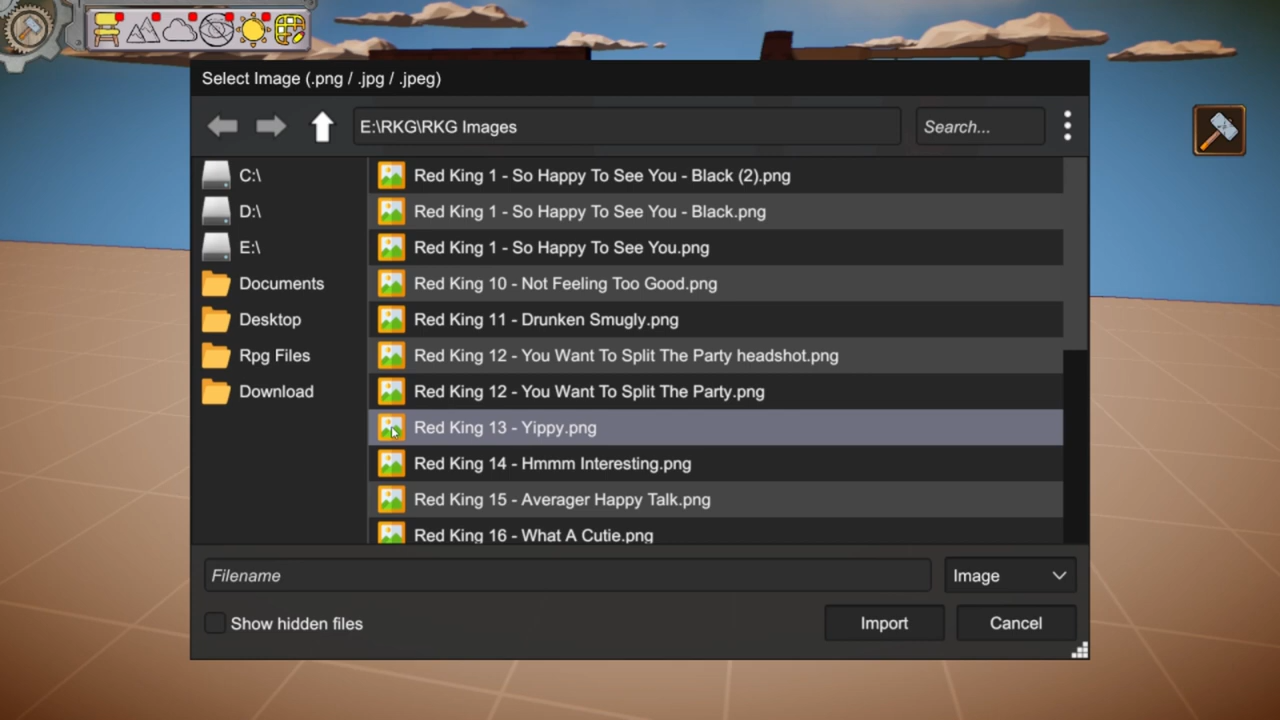 Select Image (.png / .jpg / .jpeg)
E:\RKG\RKG Images
Search...
C:\
D:\
E:\
Documents
Desktop
Rpg Files
Download
Red King 1 - So Happy To See You - Black (2).png
Red King 1 - So Happy To See You - Black.png
Red King 1 - So Happy To See You.png
Red King 10 - Not Feeling Too Good.png
Red King 11 - Drunken Smugly.png
Red King 12 - You Want To Split The Party headshot.png
Red King 12 - You Want To Split The Party.png
Red King 13 - Yippy.png
Red King 14 - Hmmm Interesting.png
Red King 15 - Averager Happy Talk.png
Red King 16 - What A Cutie.png
Filename
Image
Show hidden files
Import
Cancel